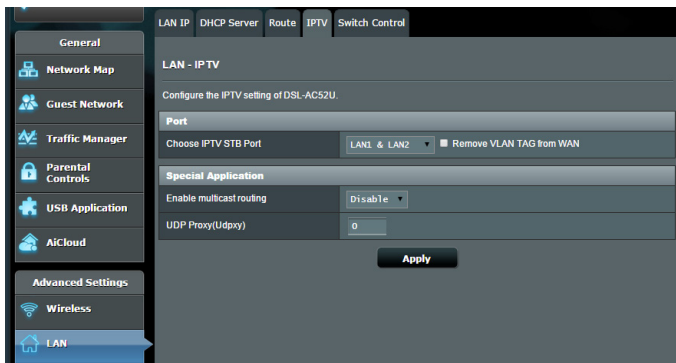 LAN IP DHCP Server Route IPTV Switch Control
General
Network Map
Guest Network
Traffic Manager
Parental
Controls
USB Application
AiCloud
Advanced Settings
Wireless
LAN
LAN - IPTV
Configure the IPTV setting of DSL-AC52U.
Port
Choose IPTV STB Port LAN1 & LAN2 Remove VLAN TAG from WAN
Special Application
Enable multicast routing Disable
UDP Proxy(Udpxy) 0
Apply